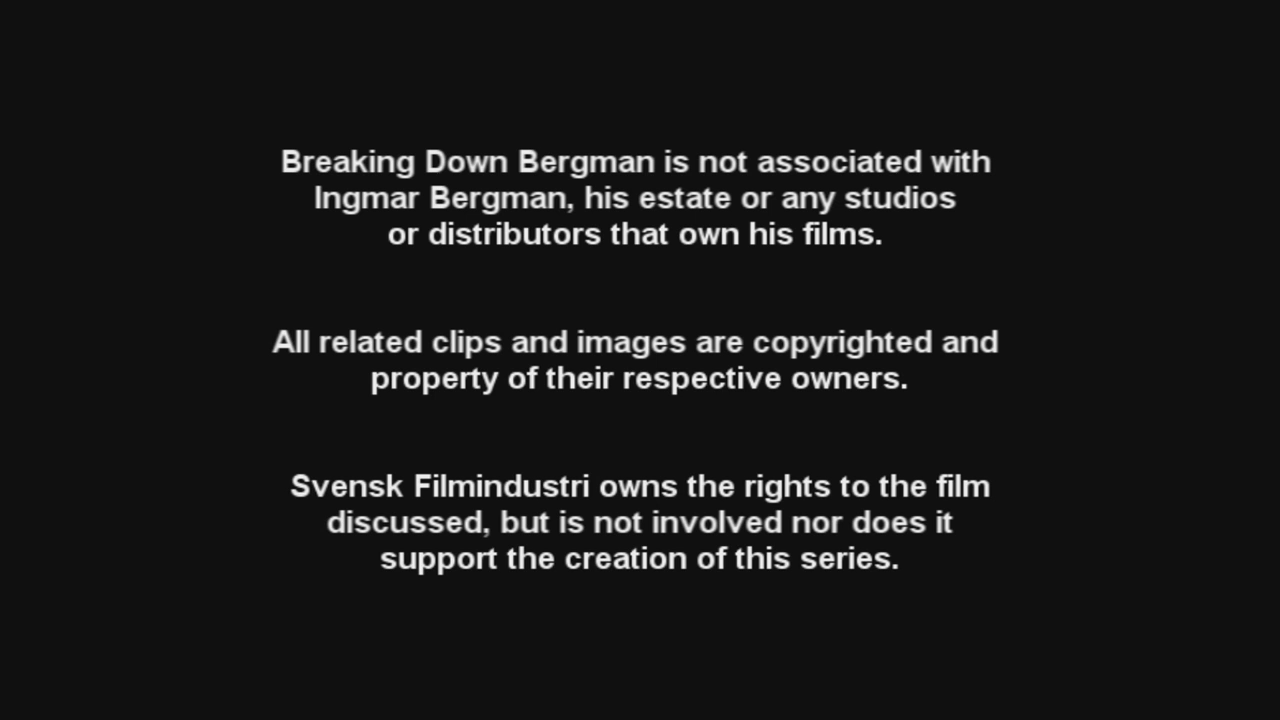 Breaking Down Bergman is not associated with
Ingmar Bergman, his estate or any studios
or distributors that own his films.
All related clips and images are copyrighted and
property of their respective owners.
Svensk Filmindustri owns the rights to the film
discussed, but is not involved nor does it
support the creation of this series.